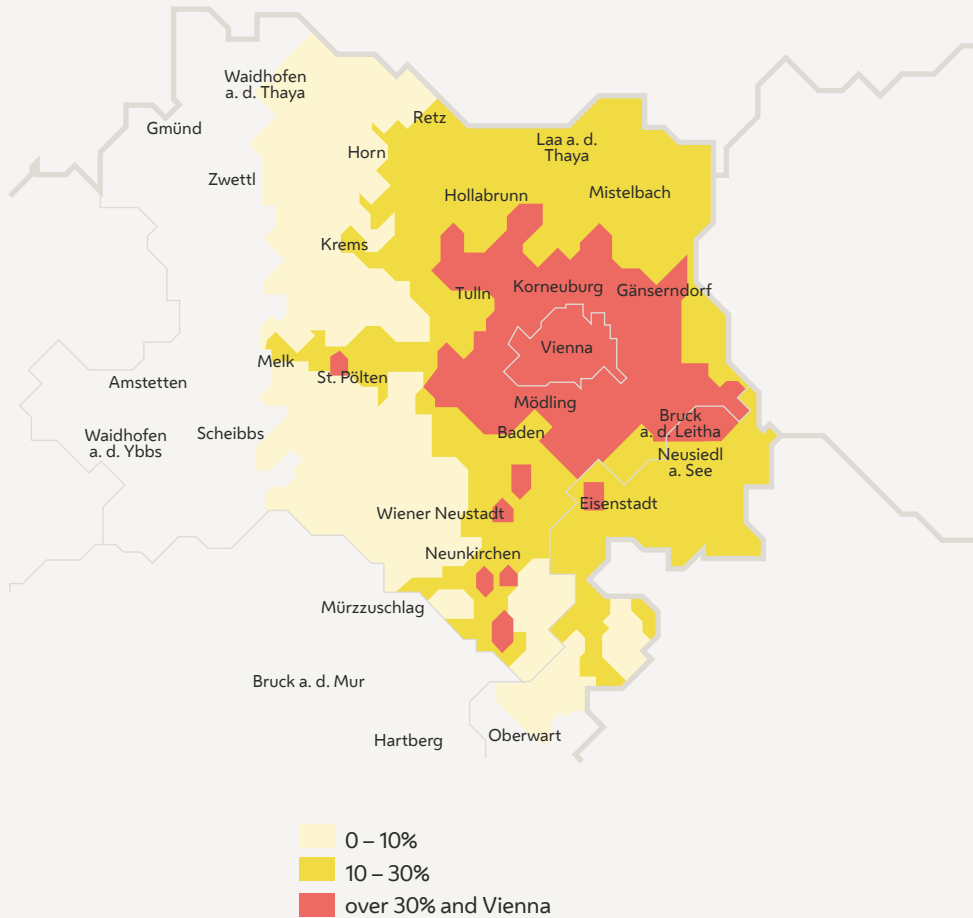 Waidhofen
a. d. Thaya
Gmünd
Retz
Laa a. d.
Thaya
Horn
Zwettl
Hollabrunn
Mistelbach
Krems
Tulln
Korneuburg
Gänserndorf
Vienna
Melk
St. Pölten
Amstetten
Mödling
Bruck
a. d. Leitha
Baden
Scheibbs
Waidhofen
a. d. Ybbs
Neusiedl
a. See
Eisenstadt
Wiener Neustadt
Neunkirchen
Mürzzuschlag
Bruck a. d. Mur
Hartberg
Oberwart
0 – 10%
10 – 30%
over 30% and Vienna